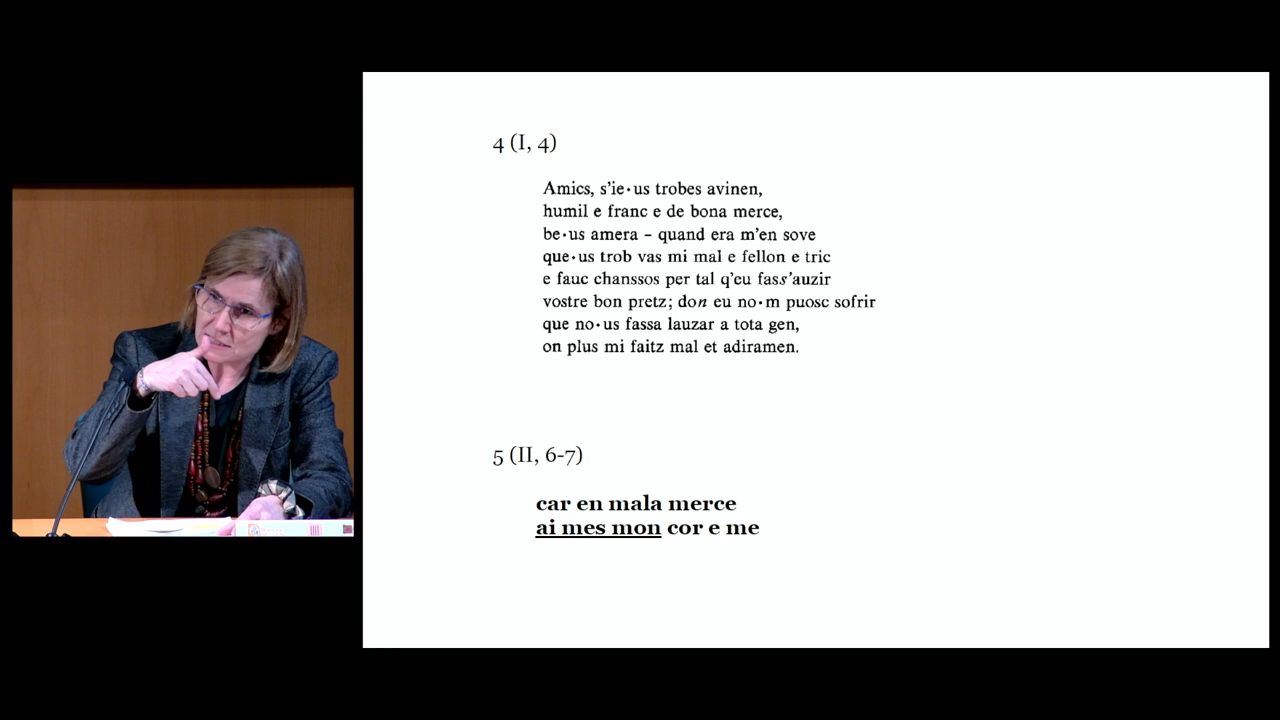 4 (I, 4)
Amics, s'ie·us trobes avinen,
humil e franc e de bona merce,
be·us amera – quand era m'en sove
que·us trob vas mi mal e fellon e tric
e fauc chanssos per tal q'eu fass'auzir
vostre bon pretz; don eu no·m puosc sofrir
que no·us fassa lauzar a tota gen,
on plus mi faitz mal et adiramen.
5 (II, 6-7)
car en mala merce
ai mes mon cor e me